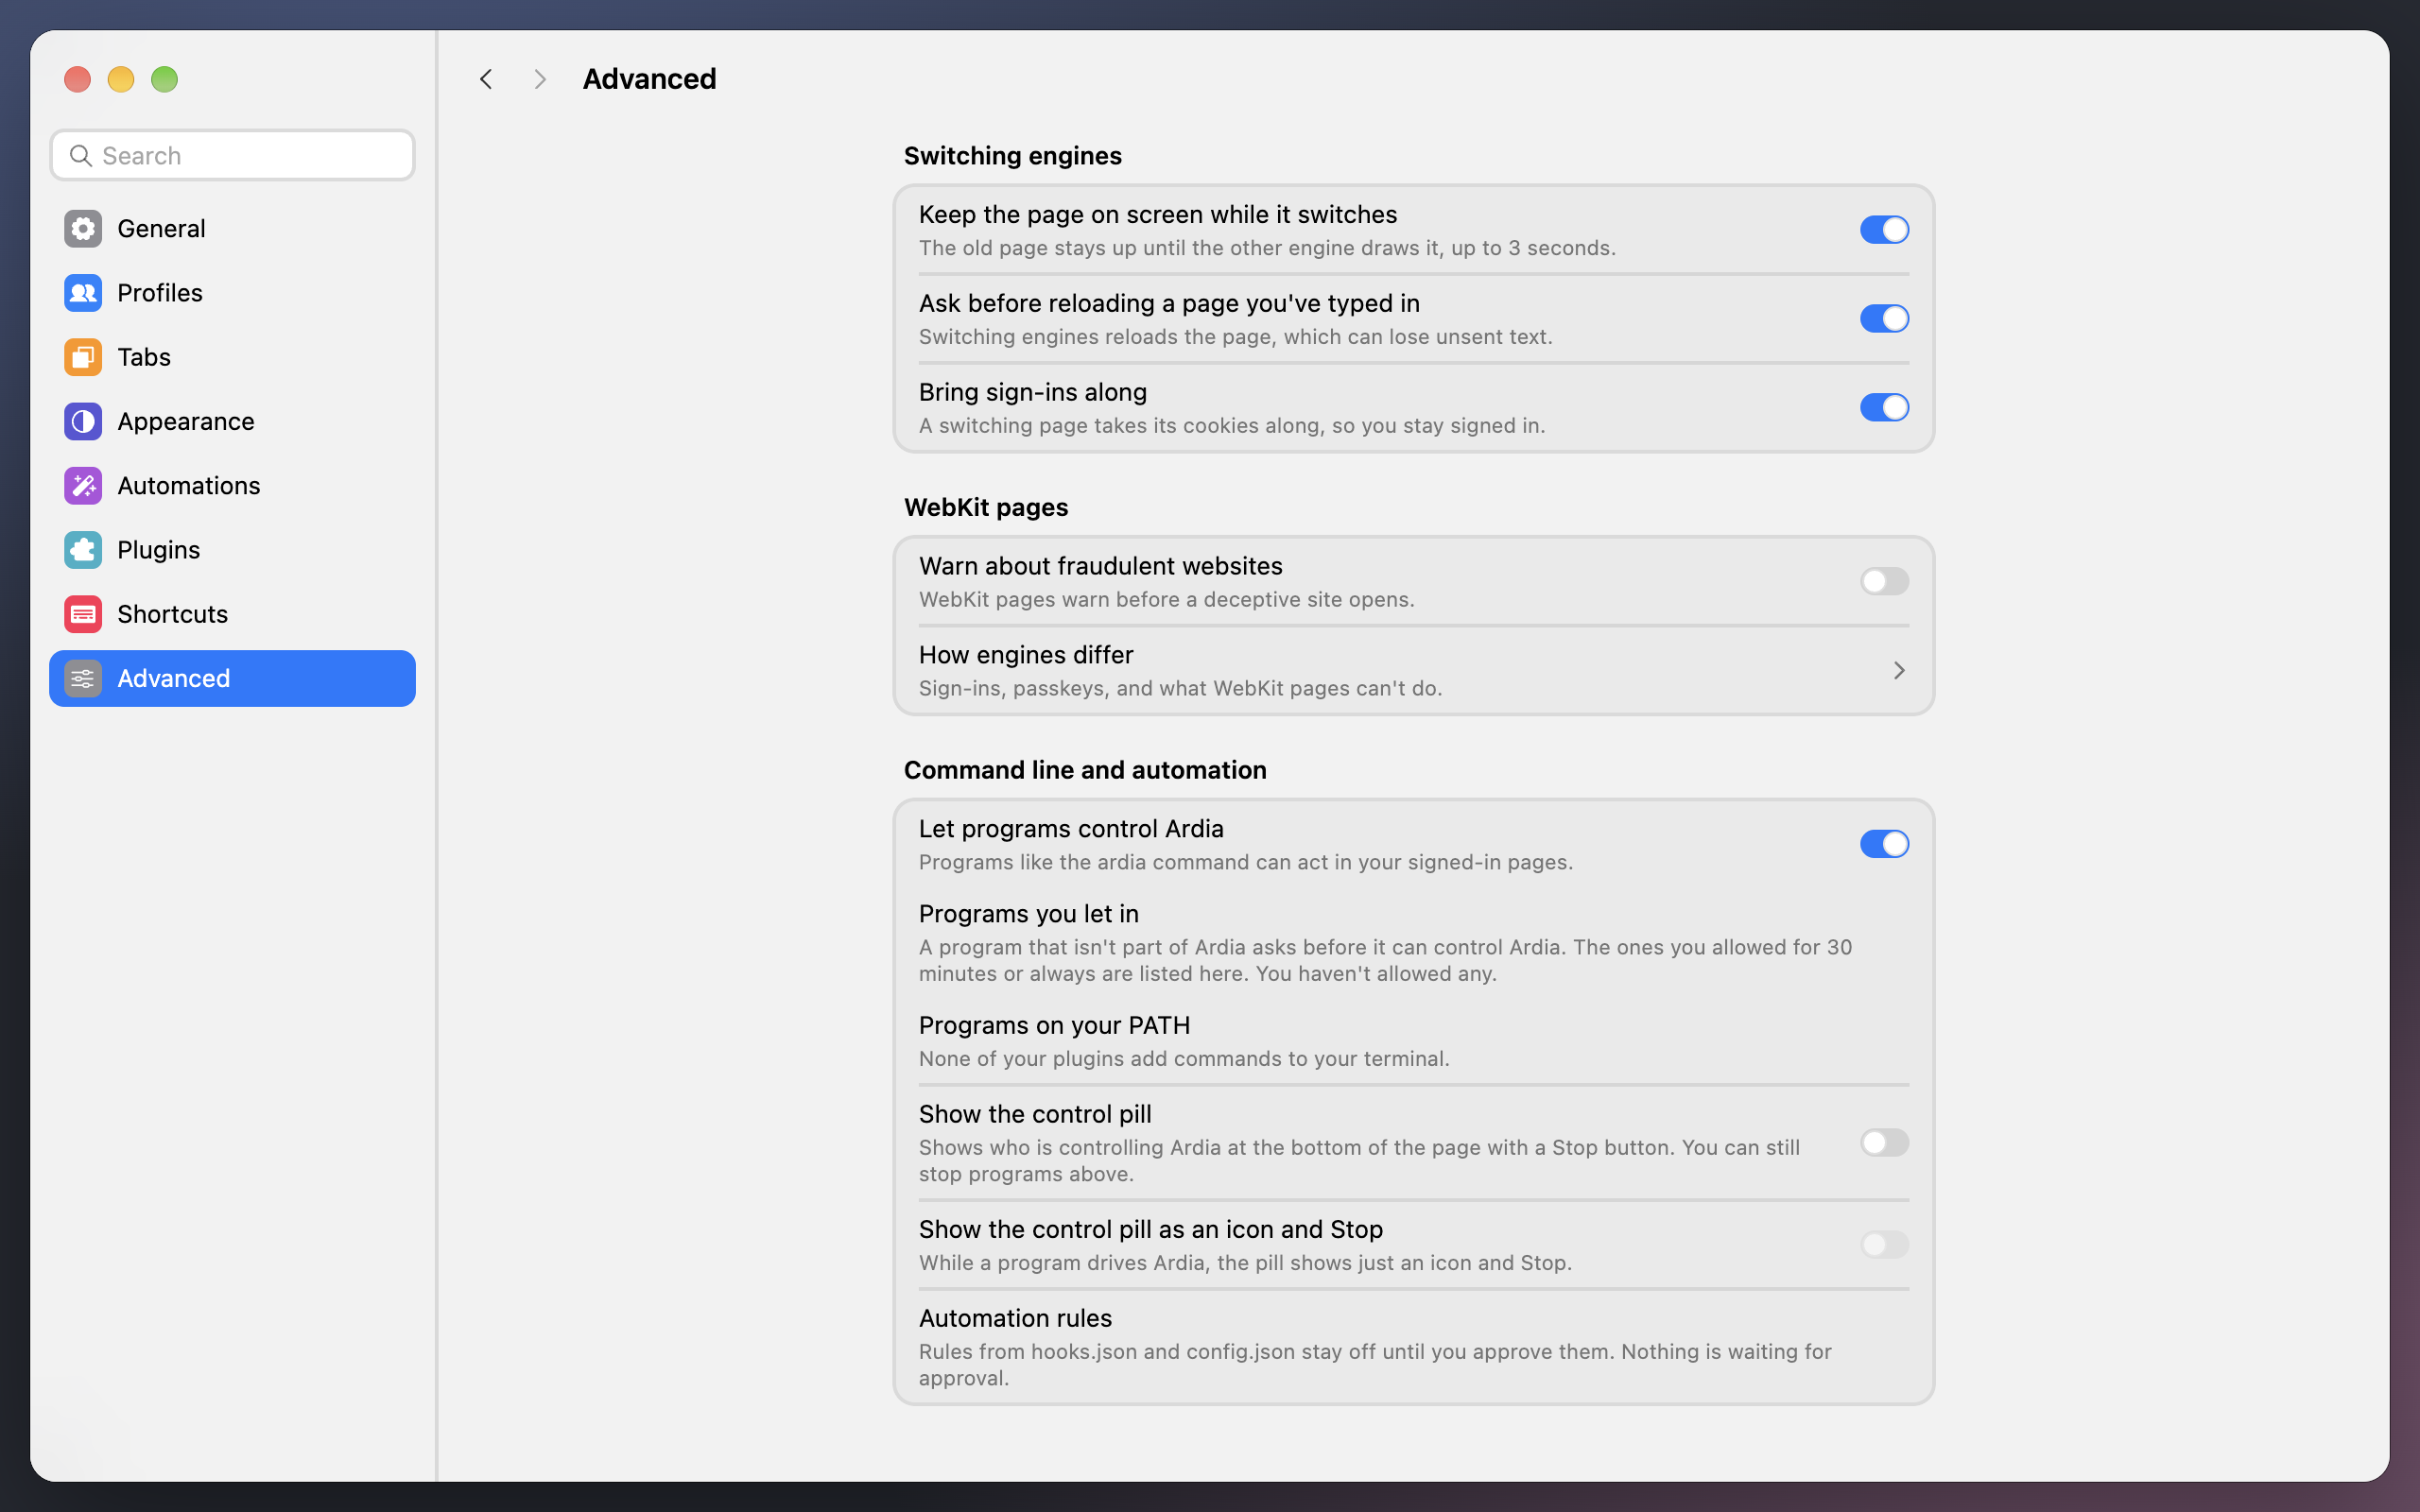 Advanced
Search
General
Profiles
Tabs
Appearance
Automations
Plugins
Shortcuts
Advanced
Switching engines
Keep the page on screen while it switches
The old page stays up until the other engine draws it, up to 3 seconds.
Ask before reloading a page you've typed in
Switching engines reloads the page, which can lose unsent text.
Bring sign-ins along
A switching page takes its cookies along, so you stay signed in.
WebKit pages
Warn about fraudulent websites
WebKit pages warn before a deceptive site opens.
How engines differ
Sign-ins, passkeys, and what WebKit pages can't do.
Command line and automation
Let programs control Ardia
Programs like the ardia command can act in your signed-in pages.
Programs you let in
A program that isn't part of Ardia asks before it can control Ardia. The ones you allowed for 30
minutes or always are listed here. You haven't allowed any.
Programs on your PATH
None of your plugins add commands to your terminal.
Show the control pill
Shows who is controlling Ardia at the bottom of the page with a Stop button. You can still
stop programs above.
Show the control pill as an icon and Stop
While a program drives Ardia, the pill shows just an icon and Stop.
Automation rules
Rules from hooks.json and config.json stay off until you approve them. Nothing is waiting for
approval.